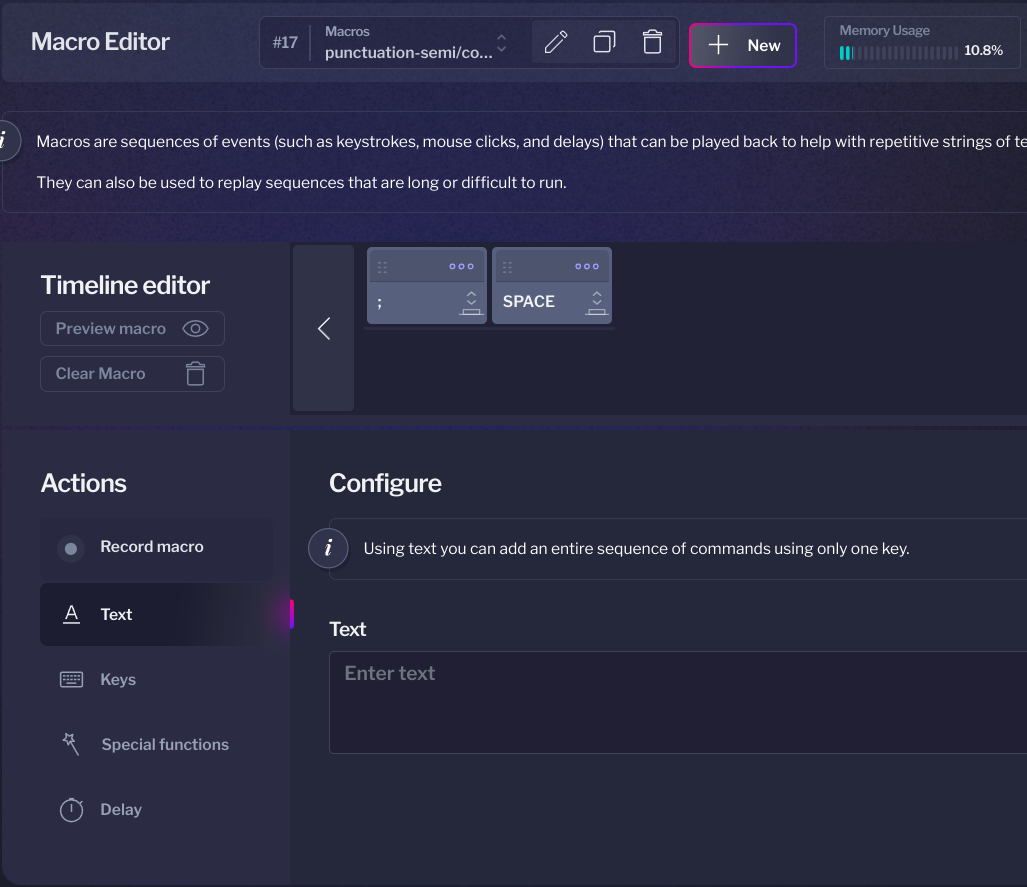 Macro Editor
#17
Macros
punctuation-semi/co...
New
Memory Usage
10.8%
i
Macros are sequences of events (such as keystrokes, mouse clicks, and delays) that can be played back to help with repetitive strings of te
They can also be used to replay sequences that are long or difficult to run.
Timeline editor
Preview macro
Clear Macro
;
SPACE
Actions
Record macro
A Text
Keys
Special functions
Delay
Configure
i
Using text you can add an entire sequence of commands using only one key.
Text
Enter text